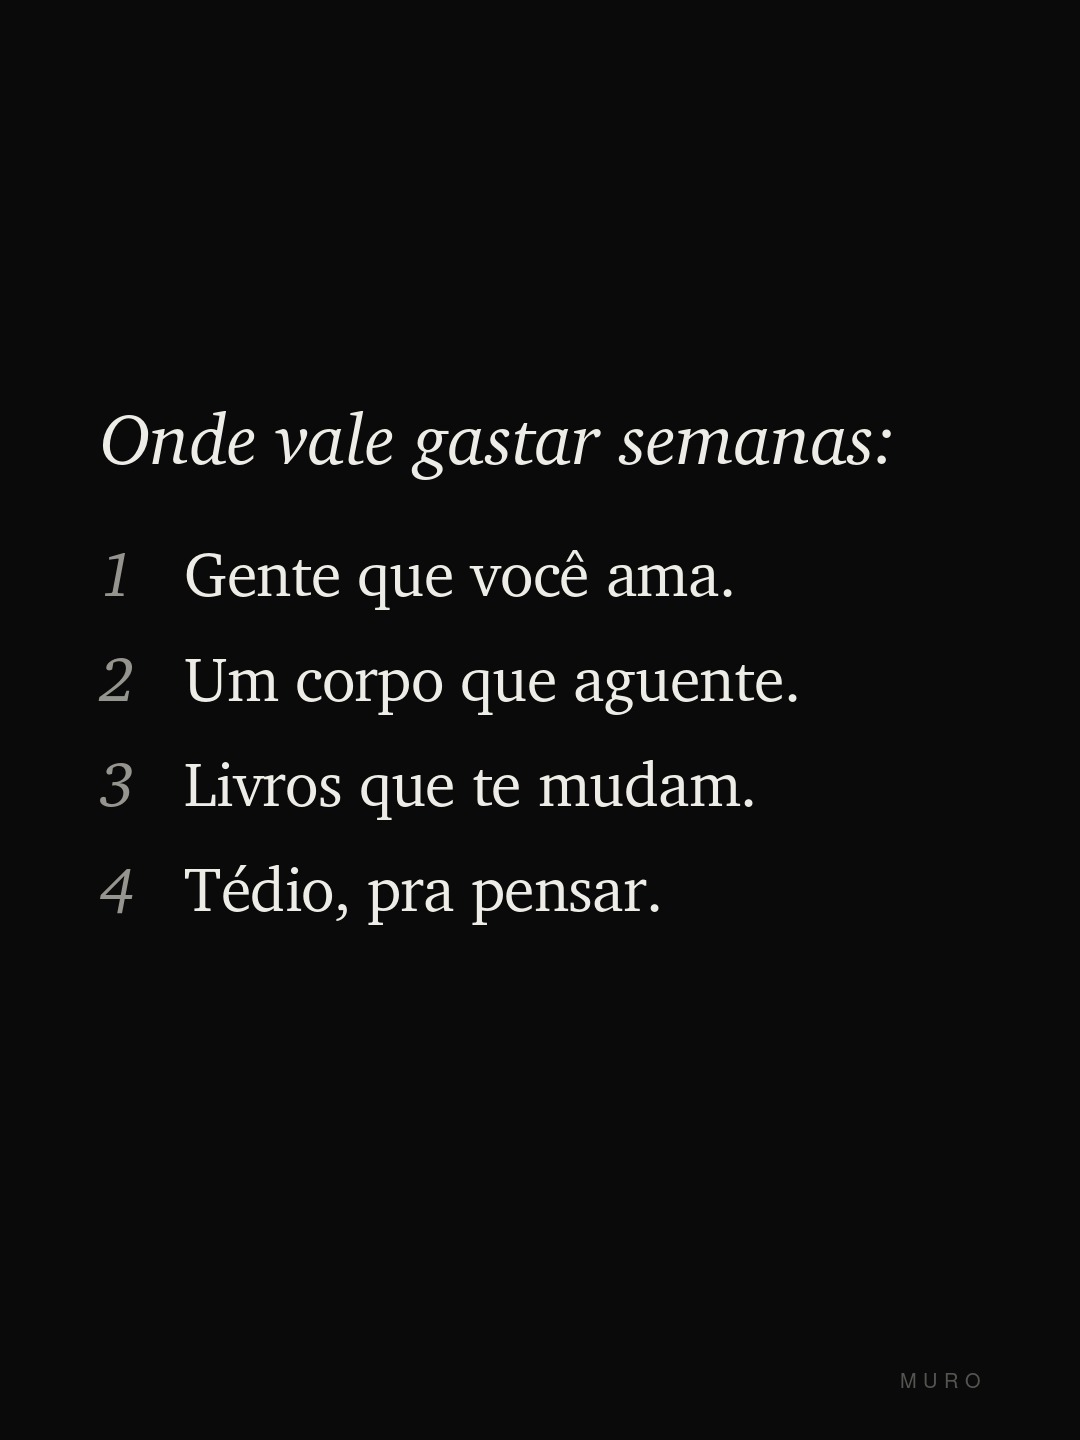 Onde vale gastar semanas:
1 Gente que você ama.
2 Um corpo que aguente.
3 Livros que te mudam.
4 Tédio, pra pensar.
MURO